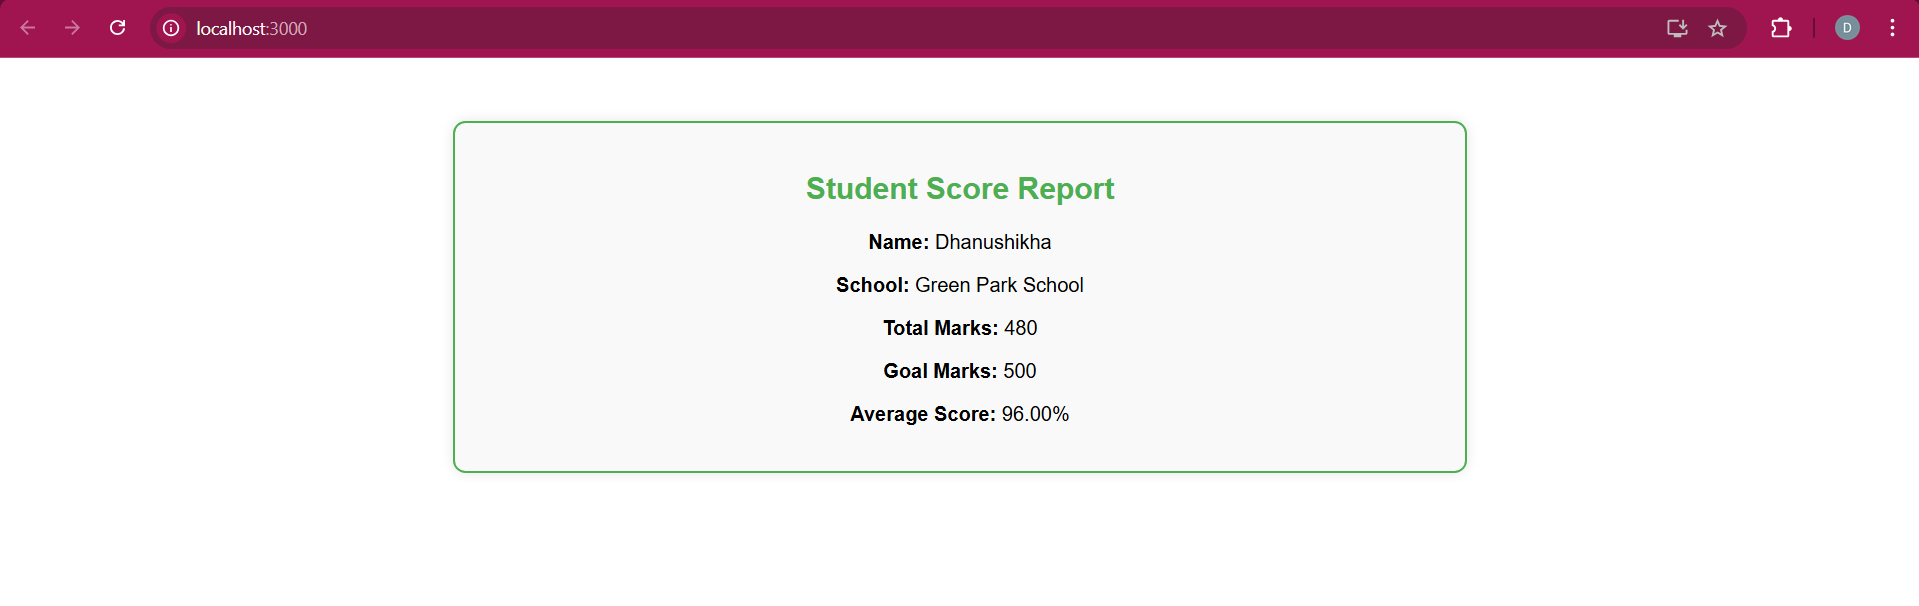 localhost:3000
D
Student Score Report
Name: Dhanushikha
School: Green Park School
Total Marks: 480
Goal Marks: 500
Average Score: 96.00%